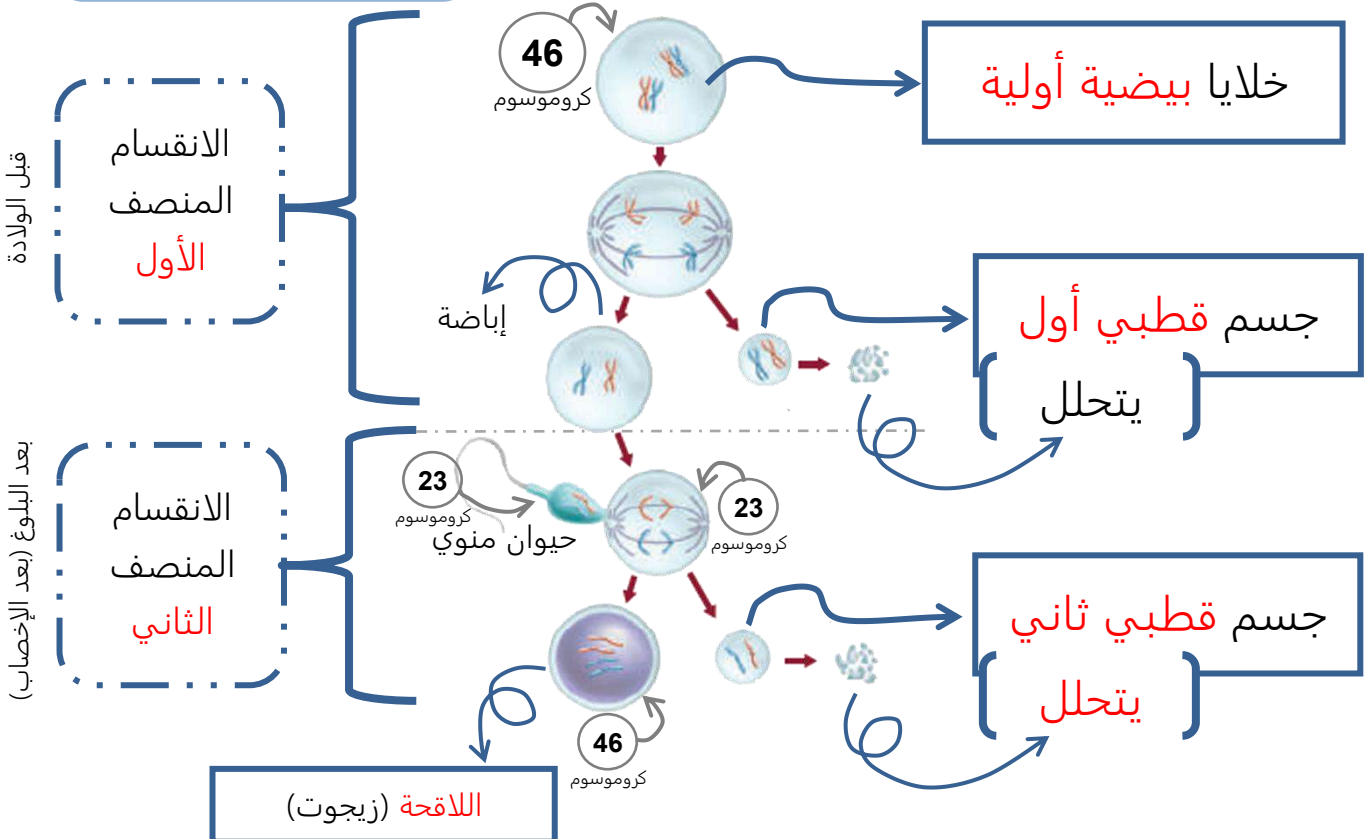 46
كروموسوم
خلايا بيضية أولية
قبل الولادة
الانقسام
المنصف
الأول
إباضة
جسم قطبي أول
يتحلل
بعد البلوغ (بعد الإخصاب)
الانقسام
المنصف
الثاني
23
كروموسوم
حيوان منوي
23
كروموسوم
جسم قطبي ثاني
يتحلل
46
كروموسوم
اللاقحة (زيجوت)